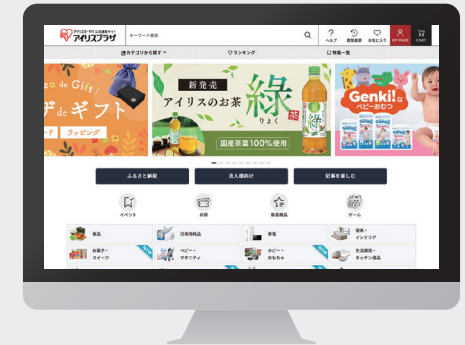 アイリスオーヤマ公式通販サイト
アイリスプラザ
キーワード検索
ヘルプ
閲覧履歴
お気に入り
MY PAGE
CART
カテゴリから探す
ランキング
特集一覧
de Gift
de ギフト
ード
ラッピング
新発売
アイリスのお茶
緑
りょく
茶
国産茶葉100%使用
Genki!な
ベビーおむつ
ふるさと納税
法人様向け
記事を楽しむ
イベント
お得
新着商品
ゲーム
食品
日用消耗品
家電
寝具・
インテリア
お菓子・
スイーツ
ベビー・
マタニティ
ホビー・
おもちゃ
生活雑貨・
キッチン用品